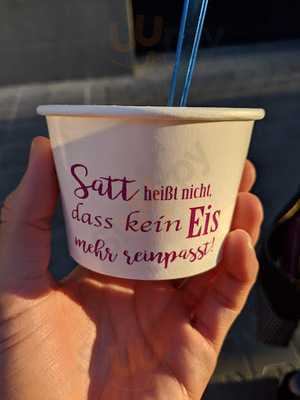 Satt heißt nicht,
dass kein Eis
mehr reinpasst!